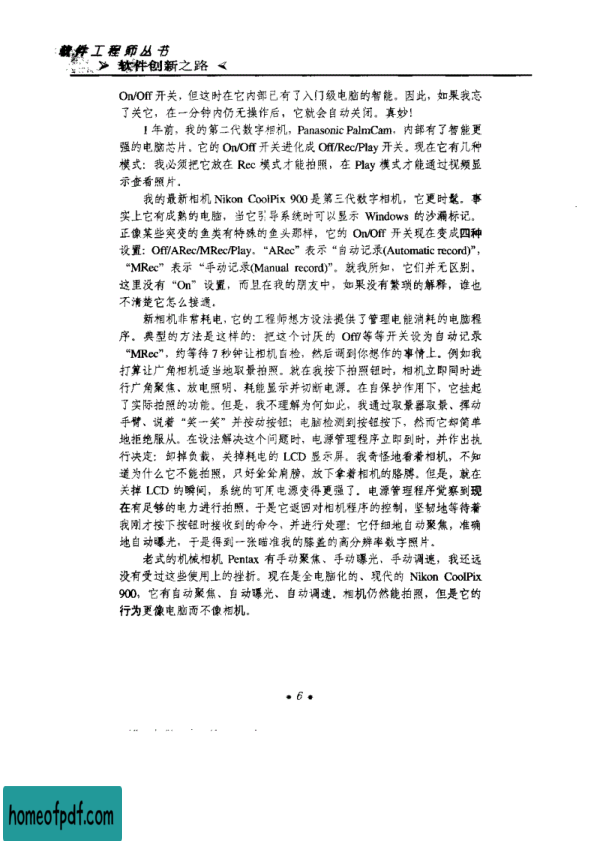 软件工程师丛书
软件创新之路
On/Off 开关，但这时在它内部已有了入门级电脑的智能。因此，如果我忘
了关它，在一分钟内仍无操作后，它就会自动关闭。真妙！
1 年前，我的第二代数字相机，Panasonic PalmCam，内部有了智能更
强的电脑芯片。它的 On/Off 开关进化成 Off/Rec/Play 开关。现在它有几种
模式：我必须把它放在 Rec 模式才能拍照，在 Play 模式才能通过视频显
示查看照片。
我的最新相机 Nikon CoolPix 900 是第三代数字相机，它更时髦。事
实上它有成熟的电脑，当它引导系统时可以显示 Windows 的沙漏标记。
正像某些突变的鱼类有特殊的鱼头那样，它的 On/Off 开关现在变成四种
设置：Off/ARec/MRec/Play。“ARec”表示“自动记录(Automatic record)”，
“MRec”表示“手动记录(Manual record)”。就我所知，它们并无区别。
这里没有“On”设置，而且在我的朋友中，如果没有繁琐的解释，谁也
不清楚它怎么接通。
新相机非常耗电，它的工程师想方设法提供了管理电能消耗的电脑程
序。典型的方法是这样的：把这个讨厌的 Off/等等开关设为自动记录
“MRec”，约等待 7 秒钟让相机自检，然后调到你想作的事情上。例如我
打算让广角相机适当地取景拍照。就在我按下拍照钮时，相机立即同时进
行广角聚焦、放电照明、耗能显示并切断电源。在自保护作用下，它挂起
了实际拍照的功能。但是，我不理解为何如此，我通过取景器取景、挥动
手臂、说着“笑一笑”并按动按钮；电脑检测到按钮按下，然而它却简单
地拒绝服从。在设法解决这个问题时，电源管理程序立即到时，并作出执
行决定：卸掉负载，关掉耗电的 LCD 显示屏。我奇怪地看着相机，不知
道为什么它不能拍照，只好耸耸肩膀，放下拿着相机的胳膊。但是，就在
关掉 LCD 的瞬间，系统的可用电源变得更强了。电源管理程序觉察到现
在有足够的电力进行拍照。于是它返回对相机程序的控制，坚韧地等待着
我刚才按下按钮时接收到的命令，并进行处理：它仔细地自动聚焦，准确
地自动曝光，于是得到一张瞄准我的膝盖的高分辨率数字照片。
老式的机械相机 Pentax 有手动聚焦、手动曝光，手动调速，我还远
没有受过这些使用上的挫折。现在是全电脑化的、现代的 Nikon CoolPix
900，它有自动聚焦、自动曝光、自动调速。相机仍然能拍照，但是它的
行为更像电脑而不像相机。
• 6 •
homeofpdf.com